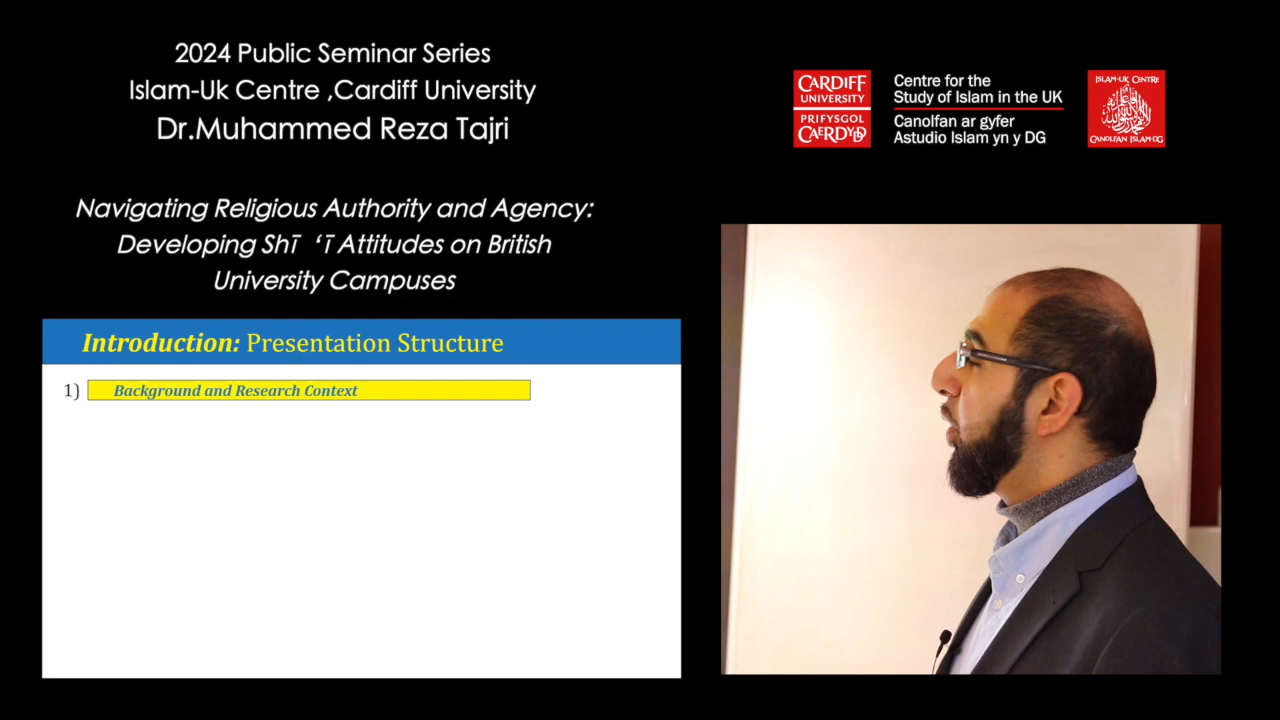 2024 Public Seminar Series
Islam-Uk Centre ,Cardiff University
Dr.Muhammed Reza Tajri
Navigating Religious Authority and Agency:
Developing Shī ‘ī Attitudes on British
University Campuses
CARDIFF
UNIVERSITY
PRIFYSGOL
CAERDYDD
Centre for the
Study of Islam in the UK
Canolfan ar gyfer
Astudio Islam yn y DG
ISLAM-UK CENTRE
CANOLFAN ISLAM-DG
Introduction: Presentation Structure
1) Background and Research Context